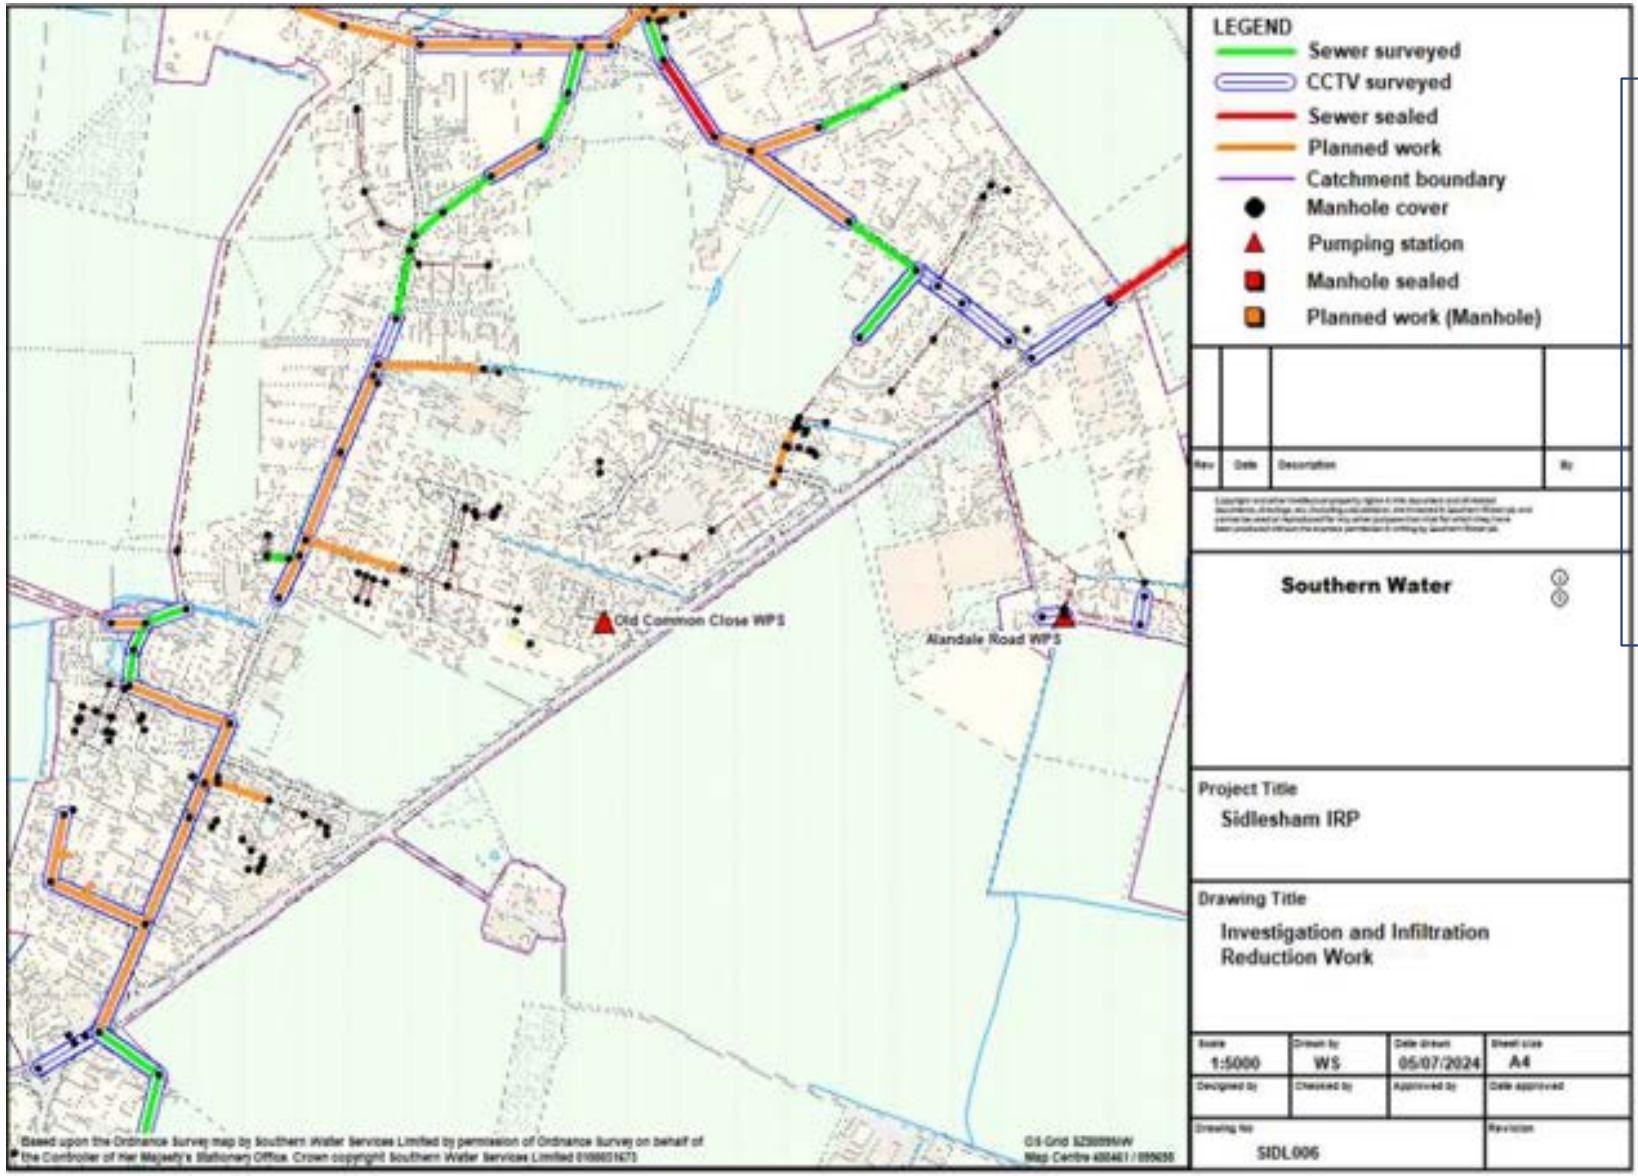 LEGEND
Sewer surveyed
CCTV surveyed
Sewer sealed
Planned work
Catchment boundary
Manhole cover
Pumping station
Manhole sealed
Planned work (Manhole)
Rev Date Description By
Southern Water
Project Title
Sidlesham IRP
Drawing Title
Investigation and Infiltration
Reduction Work
Scale Drawn by Date drawn Sheet size
1:5000 WS 05/07/2024 A4
Designed by Checked by Approved by Date approved
Drawing No Revision
SIDL006
Old Common Close WPS
Alandale Road WPS
Based upon the Ordnance Survey map by Southern Water Services Limited by permission of Ordnance Survey on behalf of
the Controller of Her Majesty's Stationery Office. Crown copyright Southern Water Services Limited
OS Grid
Map Centre